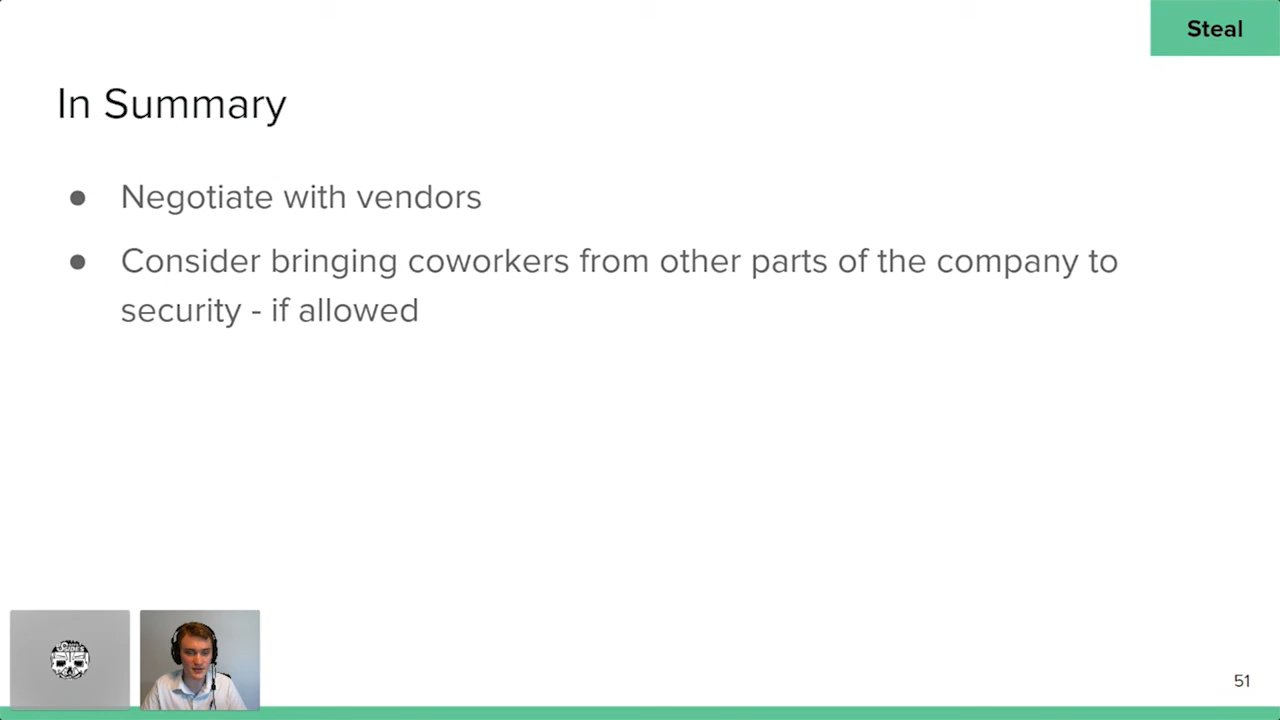 Steal
In Summary
● Negotiate with vendors
● Consider bringing coworkers from other parts of the company to
security - if allowed
SIDES
51